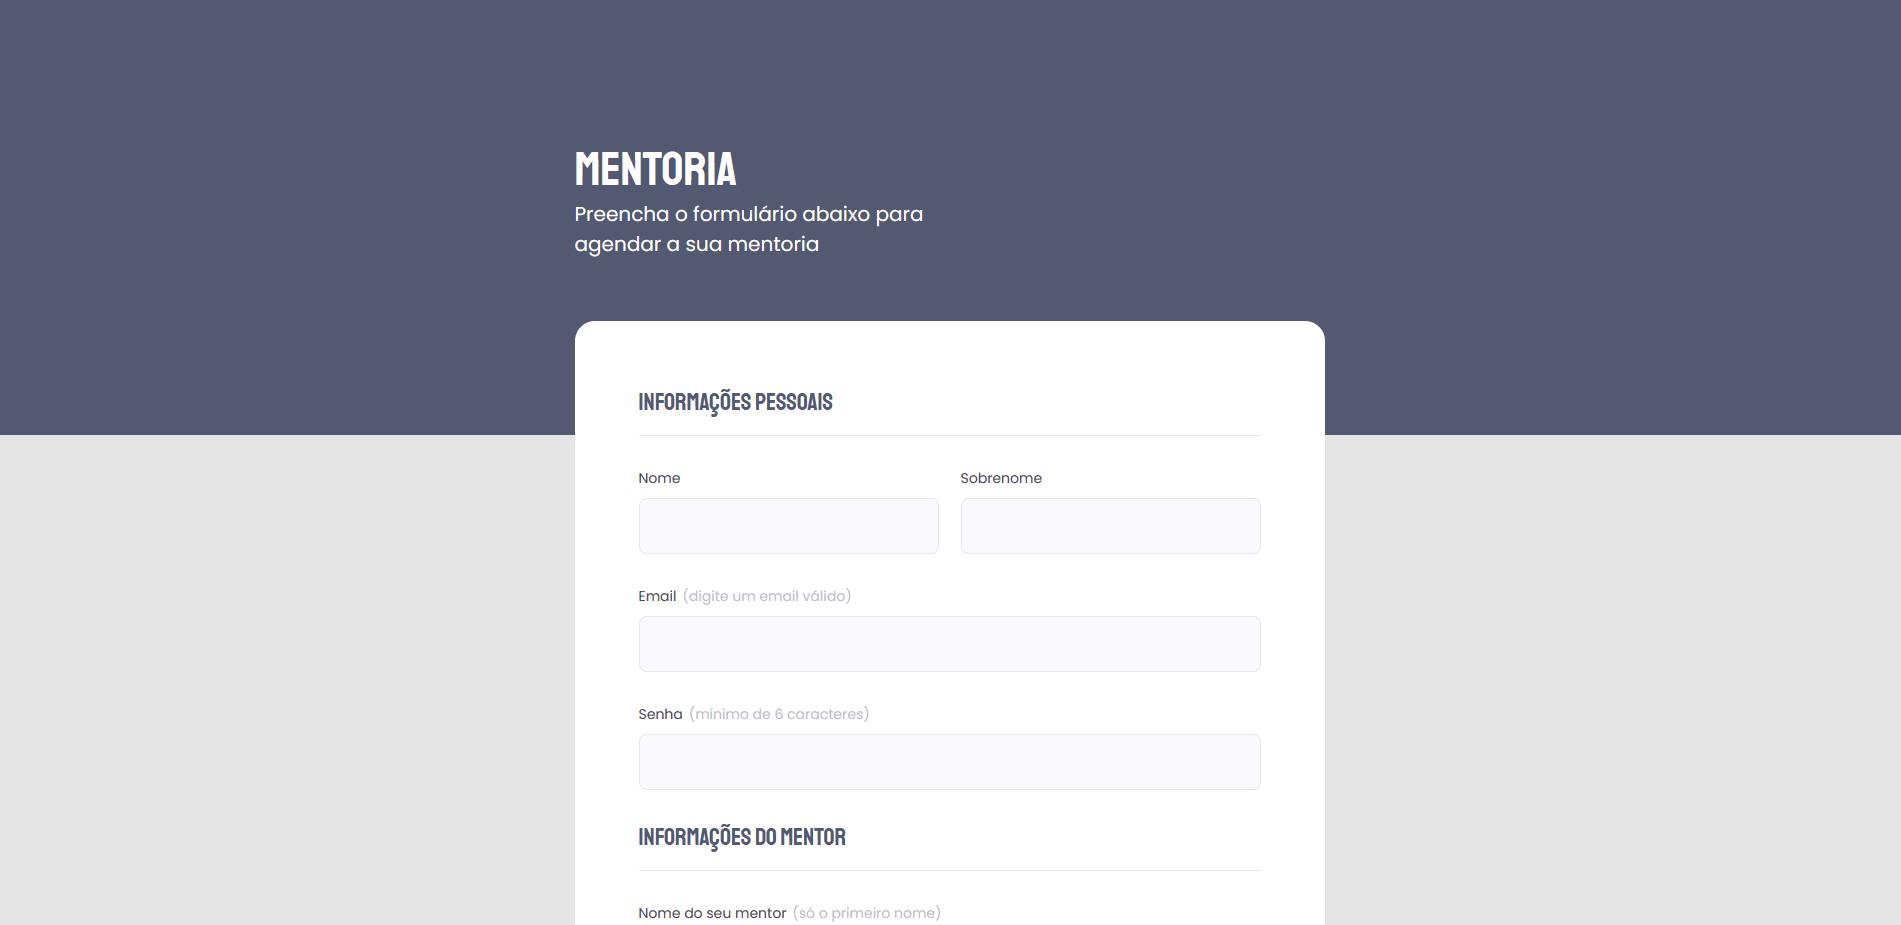 MENTORIA
Preencha o formulário abaixo para
agendar a sua mentoria
INFORMAÇÕES PESSOAIS
Nome Sobrenome
Email (digite um email válido)
Senha (mínimo de 6 caracteres)
INFORMAÇÕES DO MENTOR
Nome do seu mentor (só o primeiro nome)